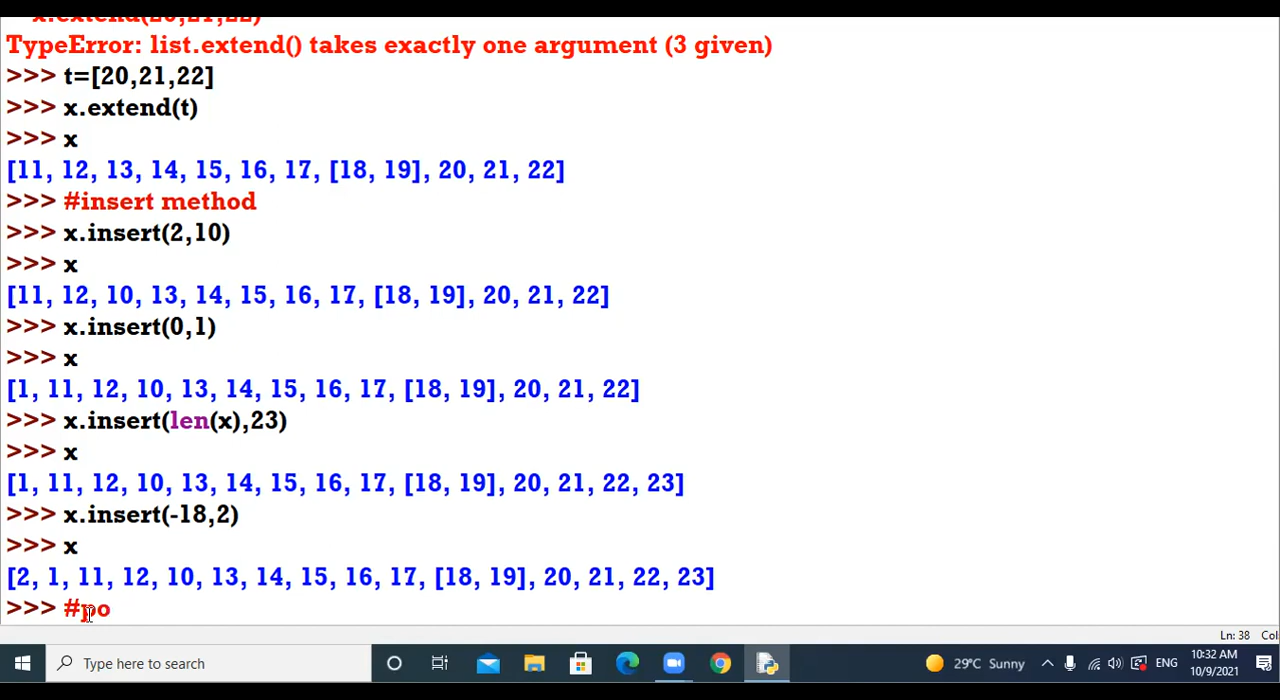 x.extend(20,21,22)
TypeError: list.extend() takes exactly one argument (3 given)
>>> t=[20,21,22]
>>> x.extend(t)
>>> x
[11, 12, 13, 14, 15, 16, 17, [18, 19], 20, 21, 22]
>>> #insert method
>>> x.insert(2,10)
>>> x
[11, 12, 10, 13, 14, 15, 16, 17, [18, 19], 20, 21, 22]
>>> x.insert(0,1)
>>> x
[1, 11, 12, 10, 13, 14, 15, 16, 17, [18, 19], 20, 21, 22]
>>> x.insert(len(x),23)
>>> x
[1, 11, 12, 10, 13, 14, 15, 16, 17, [18, 19], 20, 21, 22, 23]
>>> x.insert(-18,2)
>>> x
[2, 1, 11, 12, 10, 13, 14, 15, 16, 17, [18, 19], 20, 21, 22, 23]
>>> #po
Ln: 38 Col
Type here to search
29°C Sunny
ENG
10:32 AM
10/9/2021